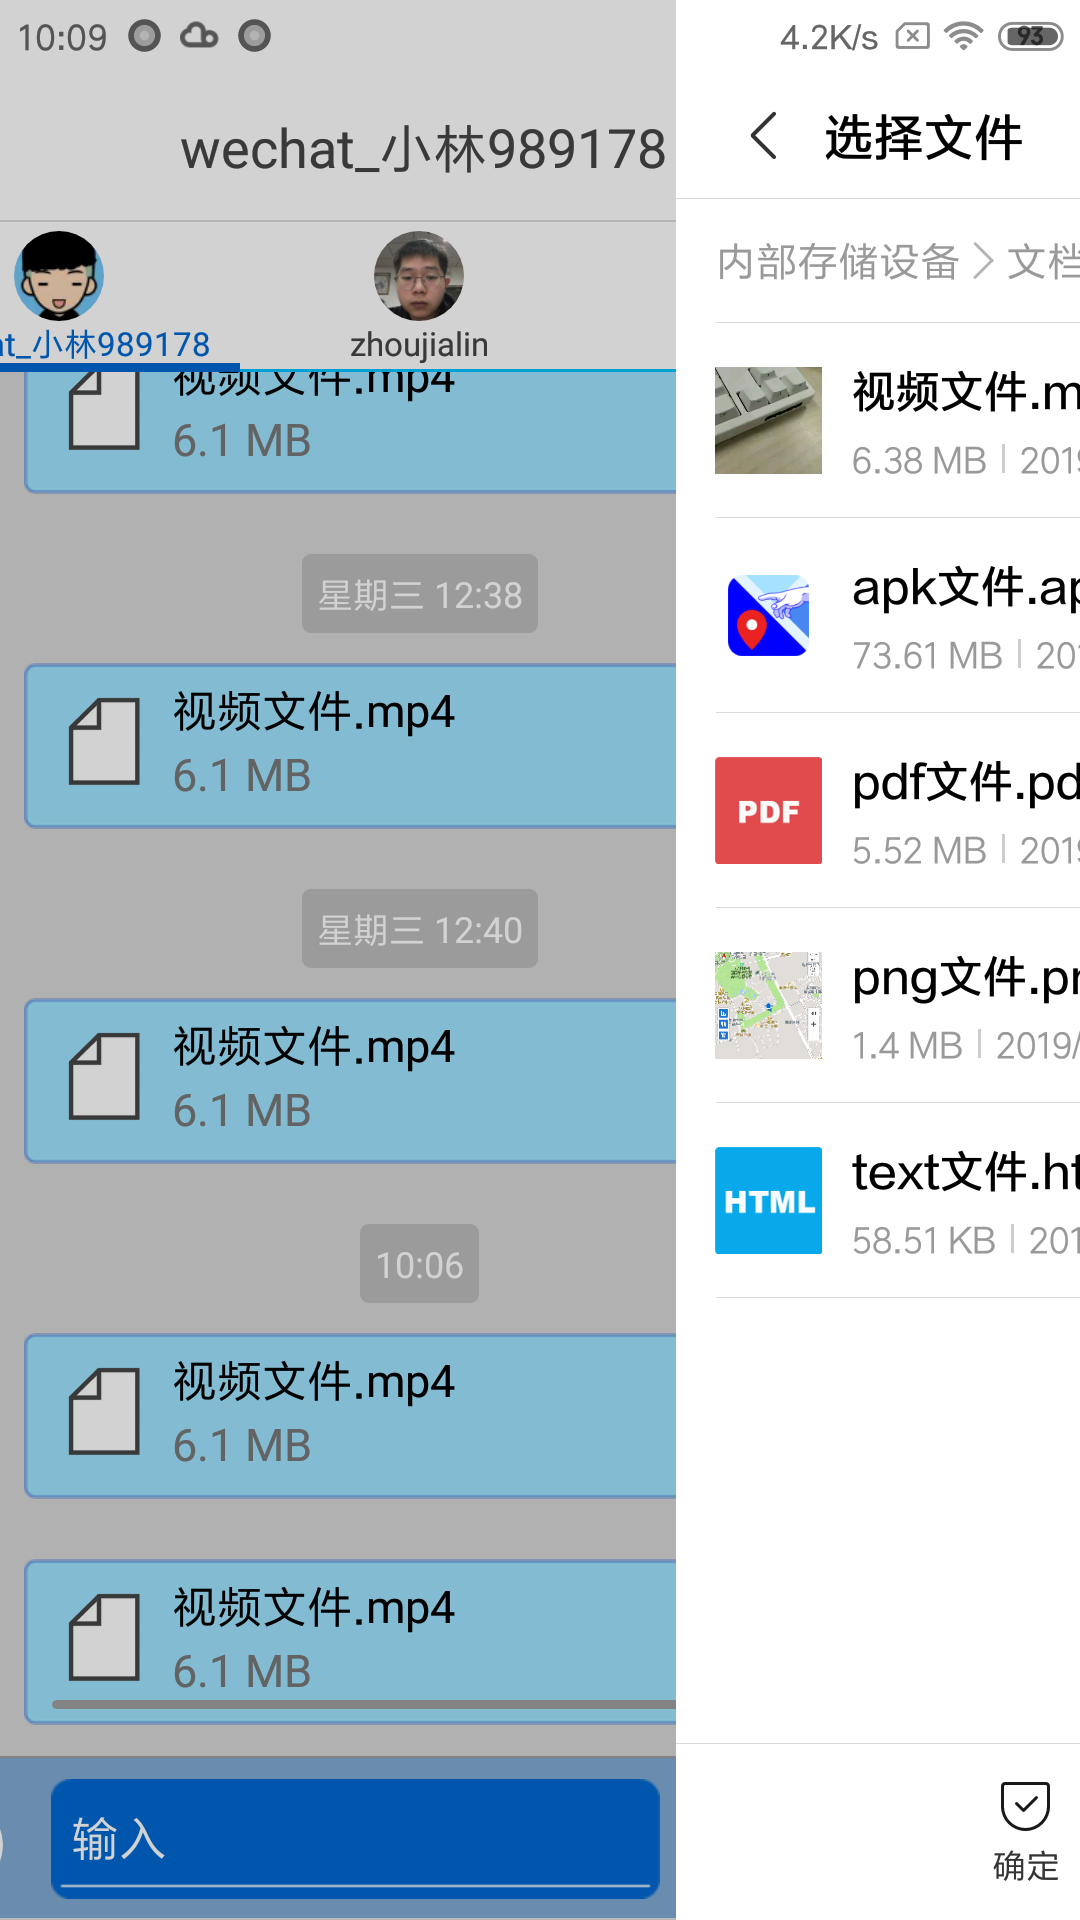 10:09
4.2K/s
93
wechat_小林989178
选择文件
内部存储设备
文档
t_小林989178
zhoujialin
视频文件.mp4
6.1 MB
星期三 12:38
视频文件.mp4
6.1 MB
星期三 12:40
视频文件.mp4
6.1 MB
10:06
视频文件.mp4
6.1 MB
视频文件.mp4
6.1 MB
输入
视频文件.m
6.38 MB
2019
apk文件.ap
73.61 MB
201
PDF
pdf文件.pd
5.52 MB
2019
png文件.pn
1.4 MB
2019/
HTML
text文件.ht
58.51 KB
201
确定